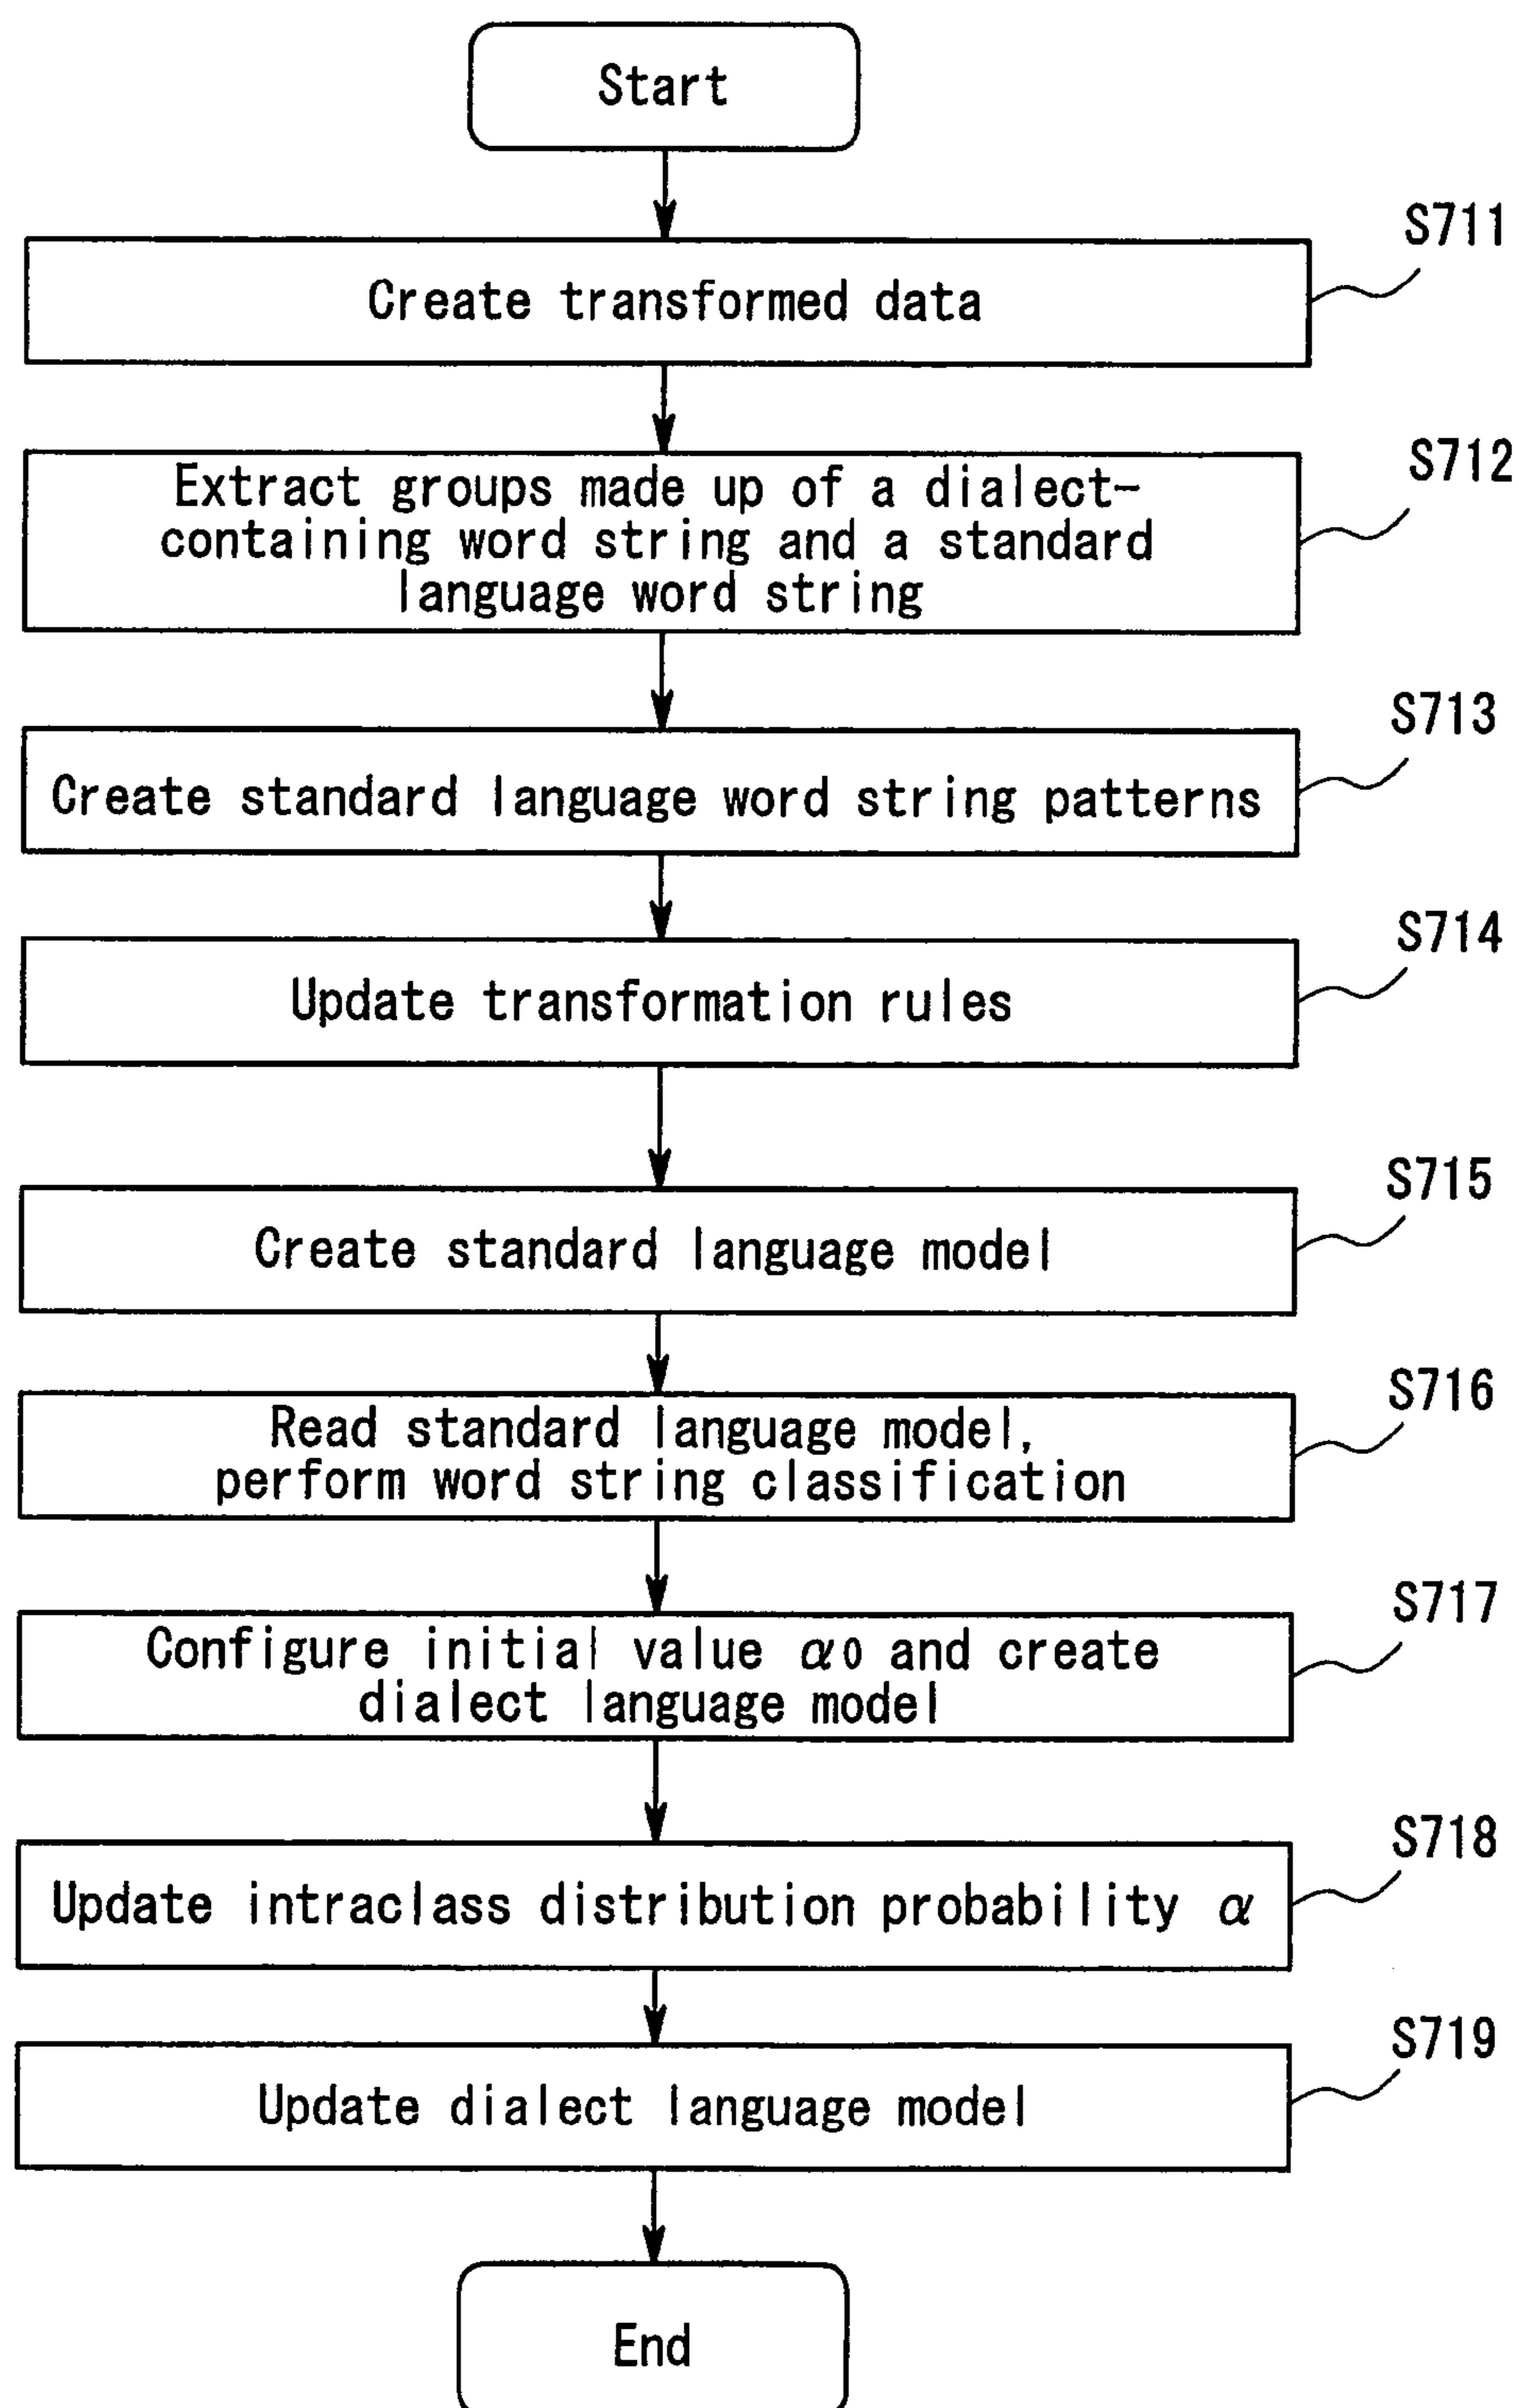 Start
S711
Create transformed data
S712
Extract groups made up of a dialect-
containing word string and a standard
language word string
S713
Create standard language word string patterns
S714
Update transformation rules
S715
Create standard language model
S716
Read standard language model,
perform word string classification
S717
Configure initial value α0 and create
dialect language model
S718
Update intraclass distribution probability α
S719
Update dialect language model
End